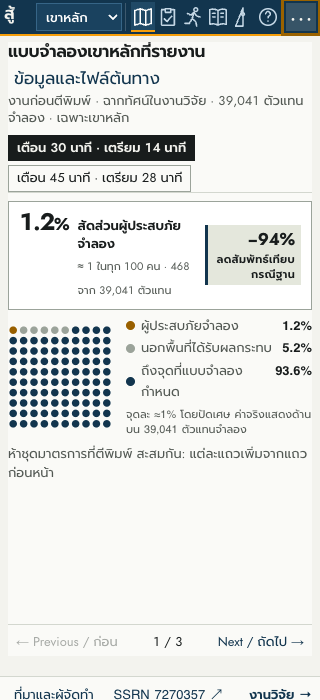 สู้
เขาหลัก
...
แบบจำลองเขาหลักที่รายงาน
ข้อมูลและไฟล์ต้นทาง
งานก่อนตีพิมพ์ · ฉากทัศน์ในงานวิจัย · 39,041 ตัวแทน
จำลอง · เฉพาะเขาหลัก
เตือน 30 นาที · เตรียม 14 นาที
เตือน 45 นาที · เตรียม 28 นาที
1.2%
สัดส่วนผู้ประสบภัย
จำลอง
≈ 1 ในทุก 100 คน · 468
จาก 39,041 ตัวแทน
−94%
ลดสัมพัทธ์เทียบ
กรณีฐาน
ผู้ประสบภัยจำลอง 1.2%
นอกพื้นที่ได้รับผลกระทบ 5.2%
ถึงจุดที่แบบจำลอง 93.6%
กำหนด
จุดละ ≈1% โดยปัดเศษ ค่าจริงแสดงด้าน
บน 39,041 ตัวแทนจำลอง
ห้าชุดมาตรการที่ตีพิมพ์ สะสมกัน: แต่ละแถวเพิ่มจากแถว
ก่อนหน้า
← Previous / ก่อน 1 / 3 Next / ถัดไป →
ที่มาและผู้จัดทำ SSRN 7270357 ↗ งานวิจัย →